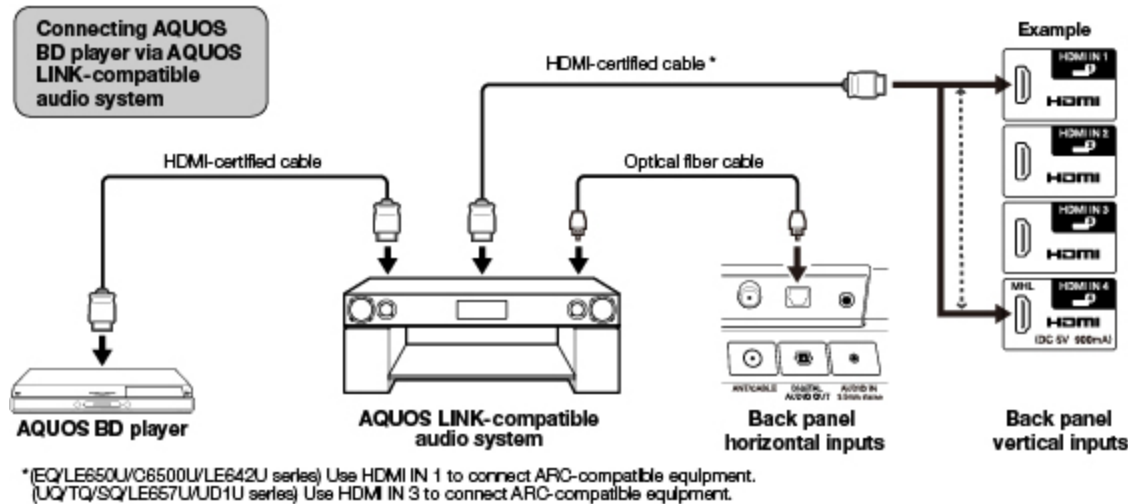 Connecting AQUOS
BD player via AQUOS
LINK-compatible
audio system
Example
HDMI-certified cable *
HDMI-certified cable
Optical fiber cable
HDMI IN 1
HDMI
HDMI IN 2
HDMI
HDMI IN 3
HDMI
MHL HDMI IN 4
HDMI
(DC 5V 900mA)
ANT/CABLE
DIGITAL
AUDIO OUT
AUDIO IN
AQUOS BD player
AQUOS LINK-compatible
audio system
Back panel
horizontal inputs
Back panel
vertical inputs
*(EQ/LE650U/C6500U/LE642U series) Use HDMI IN 1 to connect ARC-compatible equipment.
(UQ/TQ/SQ/LE657U/UD1U series) Use HDMI IN 3 to connect ARC-compatible equipment.